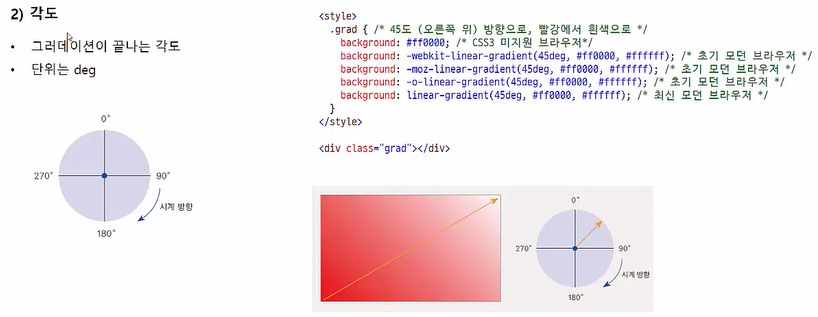 2) 각도
• 그러데이션이 끝나는 각도
• 단위는 deg
0°
270°
90°
시계 방향
180°
<style>
.grad { /* 45도 (오른쪽 위) 방향으로, 빨강에서 흰색으로 */
background: #ff0000; /* CSS3 미지원 브라우저*/
background: -webkit-linear-gradient(45deg, #ff0000, #ffffff); /* 초기 모던 브라우저 */
background: -moz-linear-gradient(45deg, #ff0000, #ffffff); /* 초기 모던 브라우저 */
background: -o-linear-gradient(45deg, #ff0000, #ffffff); /* 초기 모던 브라우저 */
background: linear-gradient(45deg, #ff0000, #ffffff); /* 최신 모던 브라우저 */
}
</style>
<div class="grad"></div>
0°
270°
90°
시계 방향
180°